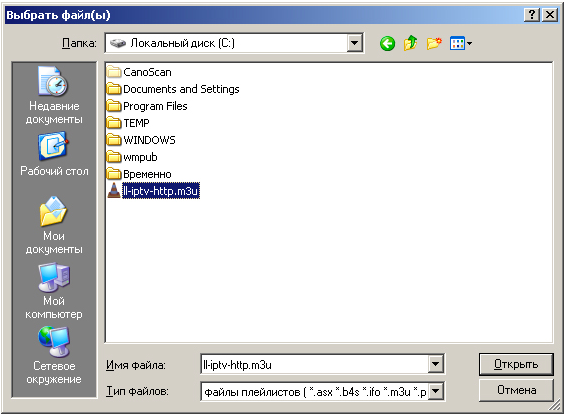 Выбрать файл(ы)
Папка: Локальный диск (C:)
CanoScan
Documents and Settings
Program Files
TEMP
WINDOWS
wmpub
Временно
ll-iptv-http.m3u
Недавние
документы
Рабочий стол
Мои
документы
Мой
компьютер
Сетевое
окружение
Имя файла: ll-iptv-http.m3u Открыть
Тип файлов: файлы плейлистов ( *.asx *.b4s *.ifo *.m3u *.p Отмена